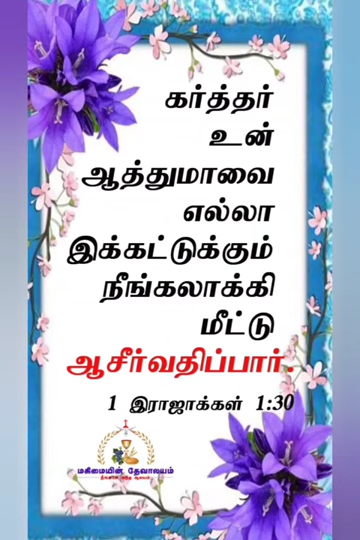 கர்த்தர்
உன்
ஆத்துமாவை
எல்லா
இக்கட்டுக்கும்
நீங்கலாக்கி
மீட்டு
ஆசீர்வதிப்பார்.
1 இராஜாக்கள் 1:30
மகிமையின் தேவாலயம்